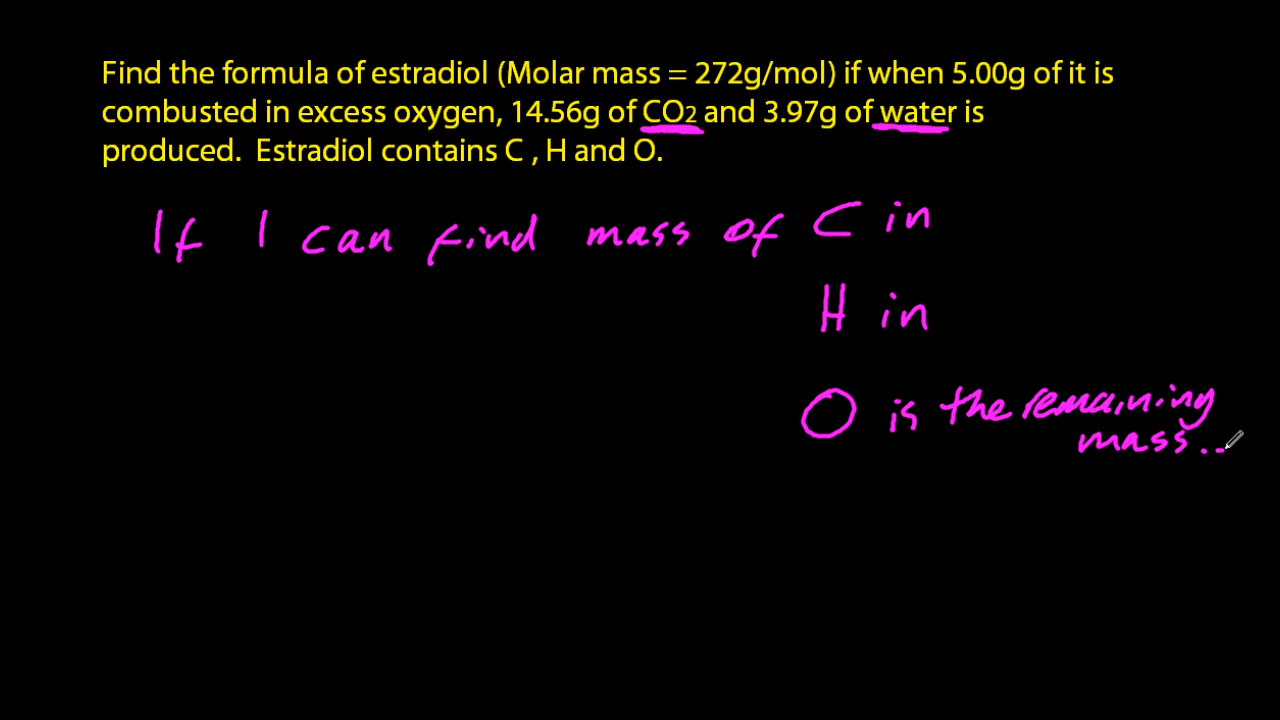 Find the formula of estradiol (Molar mass = 272g/mol) if when 5.00g of it is
combusted in excess oxygen, 14.56g of CO2 and 3.97g of water is
produced.  Estradiol contains C , H and O.
If I can find mass of C in
H in
O is the remaining
mass..